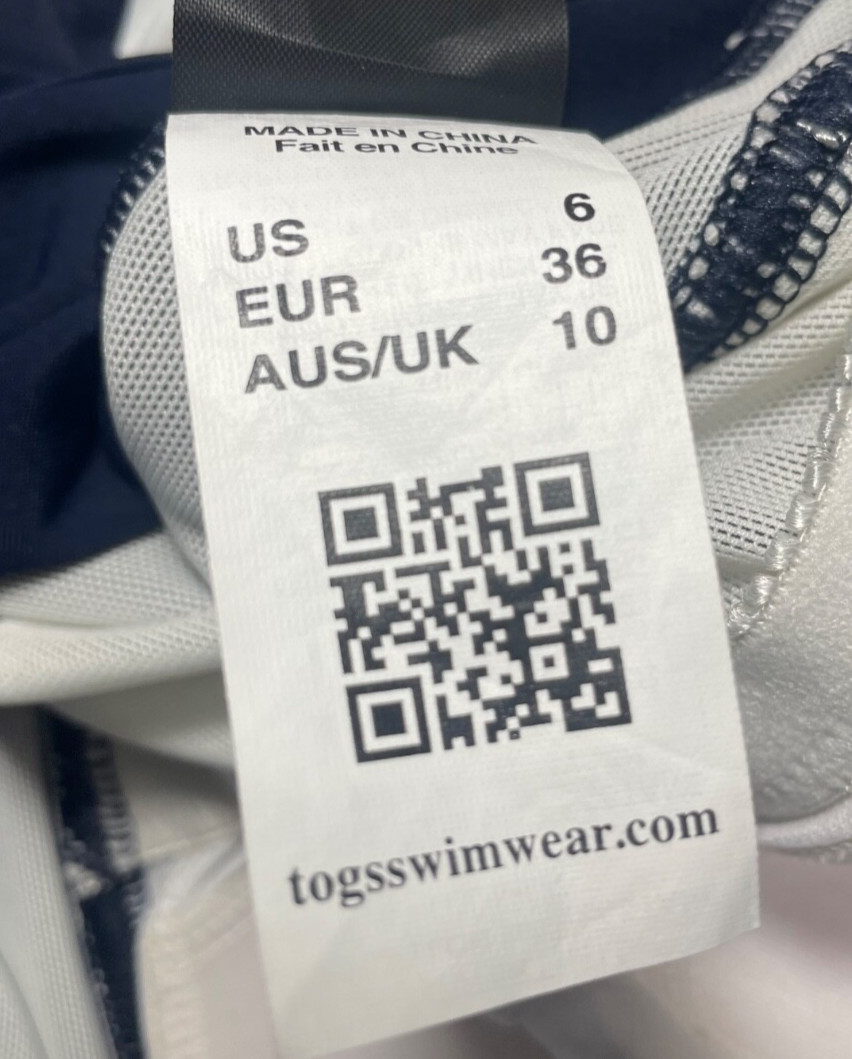 MADE IN CHINA
Fait en Chine
US 6
EUR 36
AUS/UK 10
togsswimwear.com